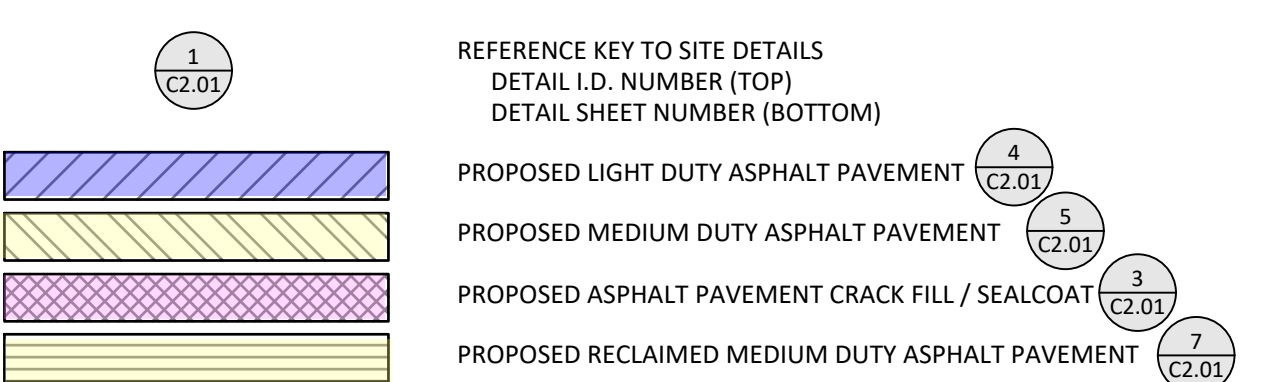 1
C2.01
REFERENCE KEY TO SITE DETAILS
DETAIL I.D. NUMBER (TOP)
DETAIL SHEET NUMBER (BOTTOM)
PROPOSED LIGHT DUTY ASPHALT PAVEMENT
4
C2.01
PROPOSED MEDIUM DUTY ASPHALT PAVEMENT
5
C2.01
PROPOSED ASPHALT PAVEMENT CRACK FILL / SEALCOAT
3
C2.01
PROPOSED RECLAIMED MEDIUM DUTY ASPHALT PAVEMENT
7
C2.01